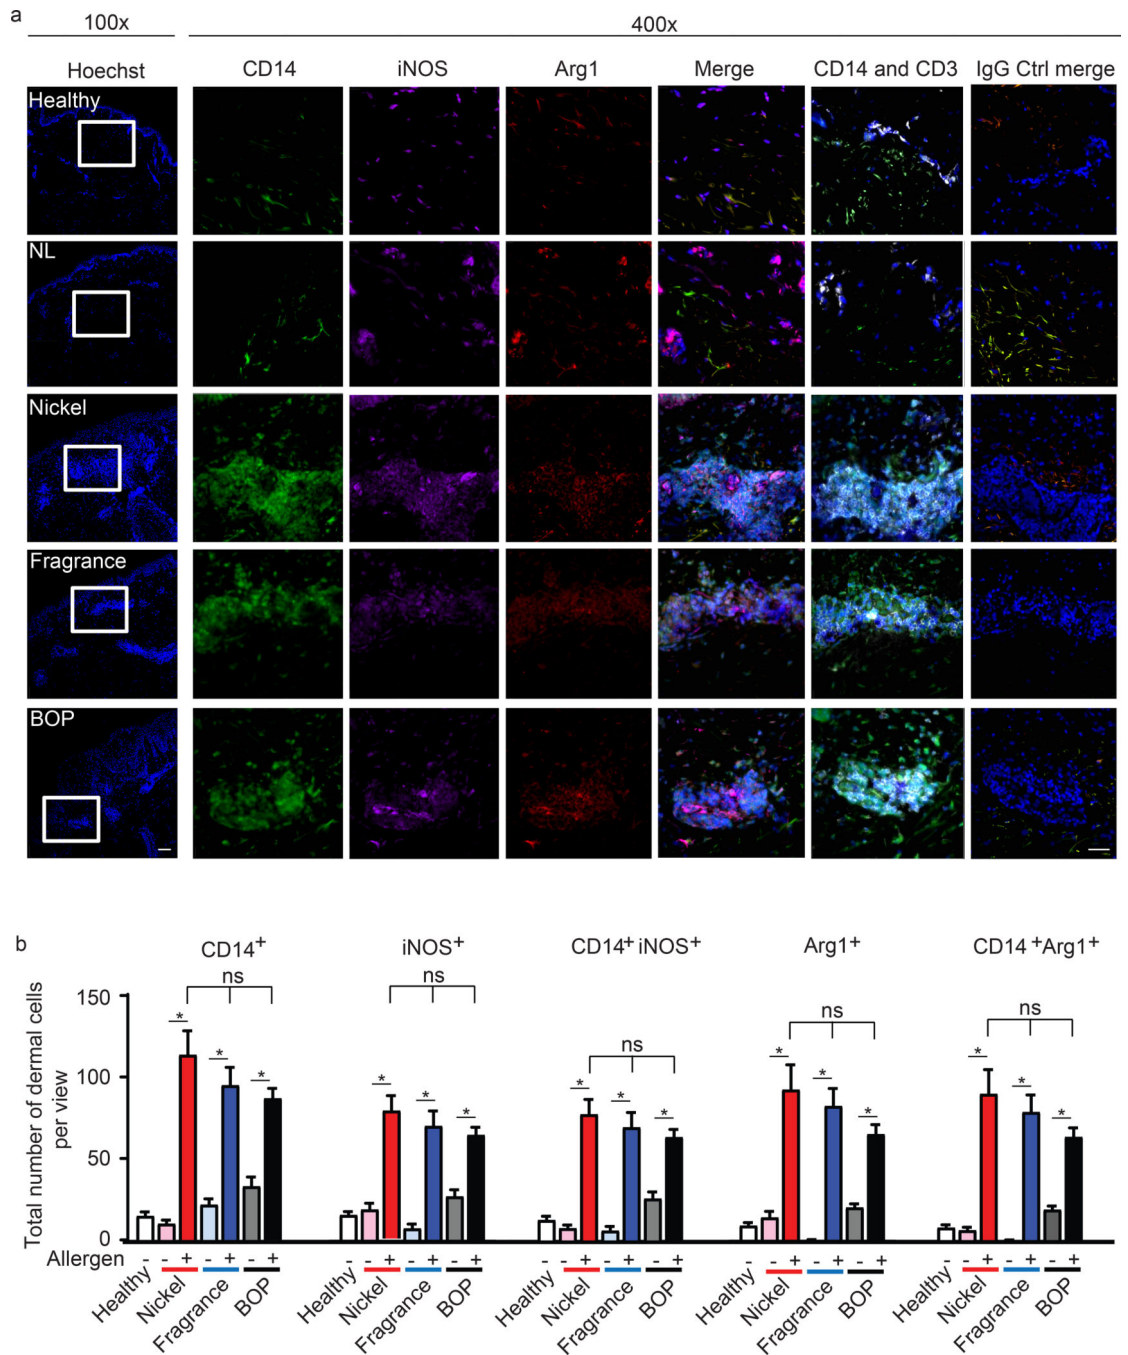 a
100x 400x
Hoechst CD14 iNOS Arg1 Merge CD14 and CD3 IgG Ctrl merge
Healthy
NL
Nickel
Fragrance
BOP
b
CD14+ iNOS+ CD14+ iNOS+ Arg1+ CD14+Arg1+
ns ns ns ns ns
Total number of dermal cells
per view
150
100
50
0
* * * * * * * * * * * * * * *
Allergen - - + - + - + - - + - + - + - - + - + - + - - + - + - + - - + - + - +
Healthy Nickel Fragrance BOP Healthy Nickel Fragrance BOP Healthy Nickel Fragrance BOP Healthy Nickel Fragrance BOP Healthy Nickel Fragrance BOP